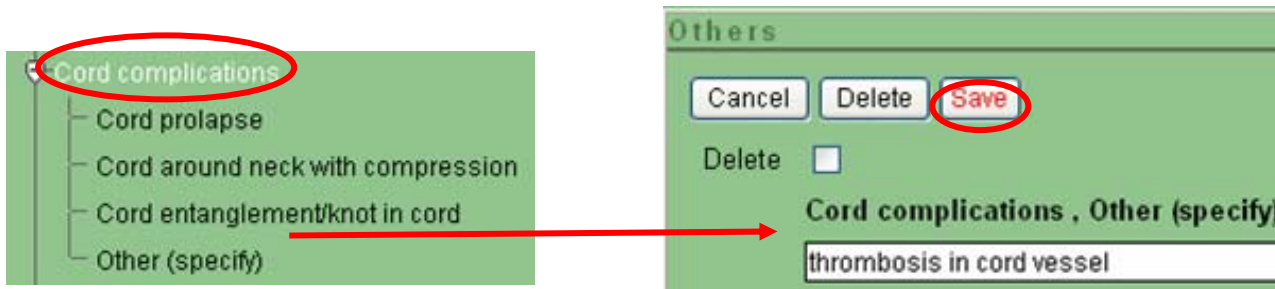 Cord complications
Cord prolapse
Cord around neck with compression
Cord entanglement/knot in cord
Other (specify)
Others
Cancel Delete Save
Delete
Cord complications , Other (specify)
thrombosis in cord vessel